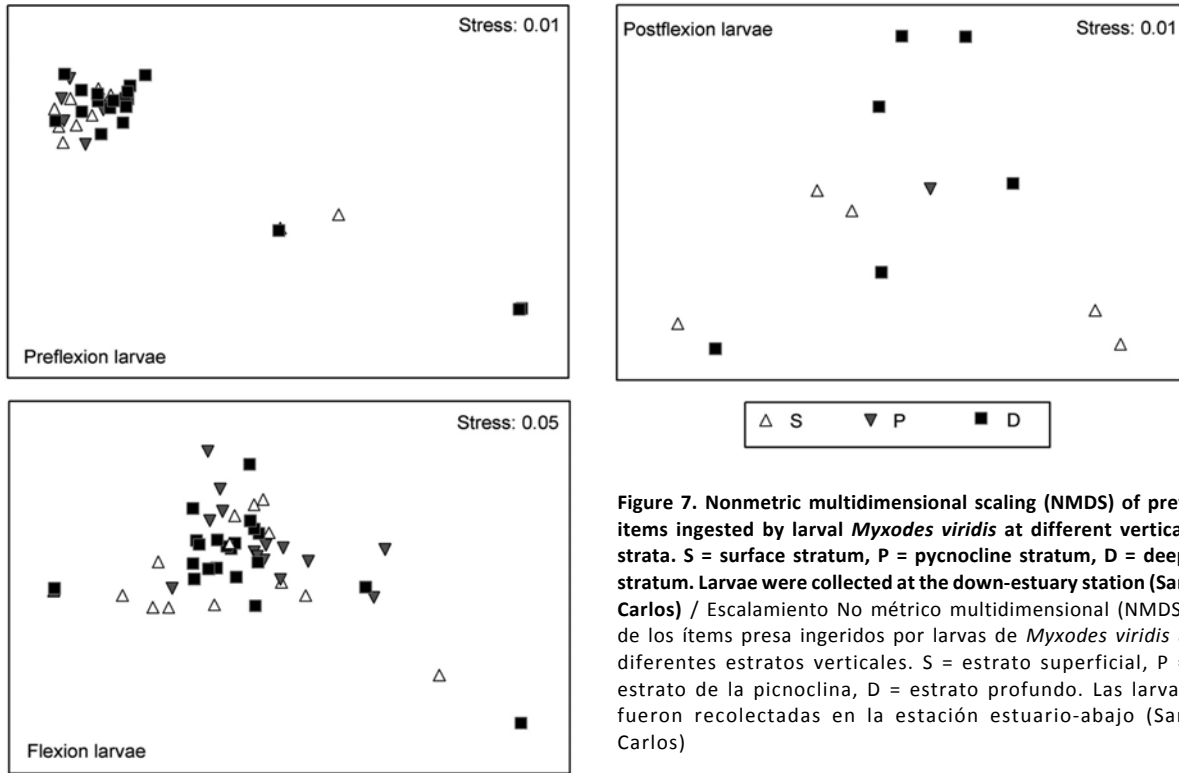 Stress: 0.01
Preflexion larvae
Postflexion larvae Stress: 0.01
S P D
Stress: 0.05
Flexion larvae
Figure 7. Nonmetric multidimensional scaling (NMDS) of prey
items ingested by larval Myxodes viridis at different vertica
strata. S = surface stratum, P = pycnocline stratum, D = deep
stratum. Larvae were collected at the down-estuary station (San
Carlos) / Escalamiento No métrico multidimensional (NMDS
de los ítems presa ingeridos por larvas de Myxodes viridis
diferentes estratos verticales. S = estrato superficial, P =
estrato de la picnoclina, D = estrato profundo. Las larva
fueron recolectadas en la estación estuario-abajo (San
Carlos)